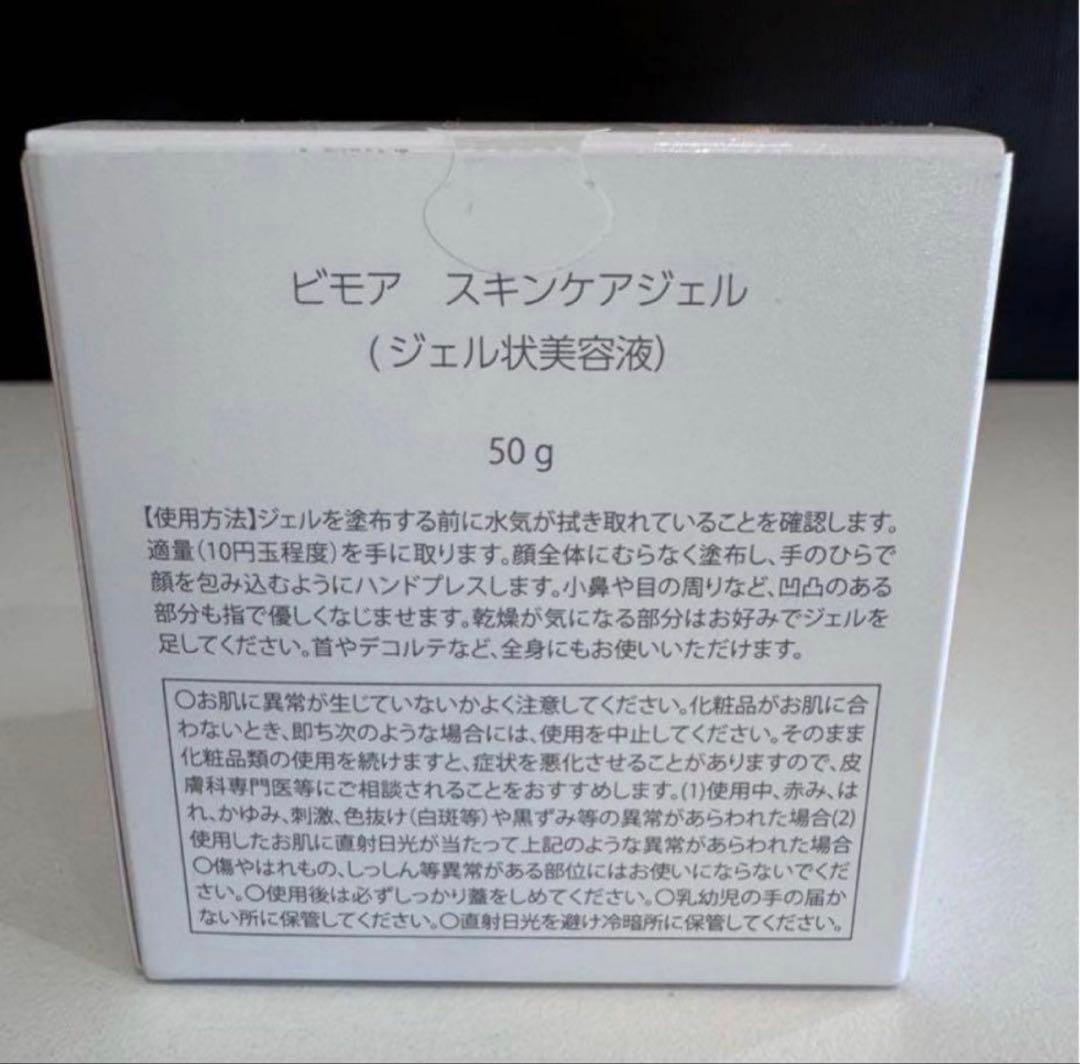 ビモア　スキンケアジェル
(ジェル状美容液)
50 g
【使用方法】ジェルを塗布する前に水気が拭き取れていることを確認します。
適量(10円玉程度)を手に取ります。顔全体にむらなく塗布し、手のひらで
顔を包み込むようにハンドプレスします。小鼻や目の周りなど、凹凸のある
部分も指で優しくなじませます。乾燥が気になる部分はお好みでジェルを
足してください。首やデコルテなど、全身にもお使いいただけます。
〇お肌に異常が生じていないかよく注意してください。化粧品がお肌に合
わないとき、即ち次のような場合には、使用を中止してください。そのまま
化粧品類の使用を続けますと、症状を悪化させることがありますので、皮
膚科専門医等にご相談されることをおすすめします。(1)使用中、赤み、は
れ、かゆみ、刺激、色抜け(白斑等)や黒ずみ等の異常があらわれた場合(2)
使用したお肌に直射日光が当たって上記のような異常があらわれた場合
〇傷やはれもの、しっしん等異常がある部位にはお使いにならないでくだ
さい。〇使用後は必ずしっかり蓋をしめてください。〇乳幼児の手の届か
ない所に保管してください。〇直射日光を避け冷暗所に保管してください。